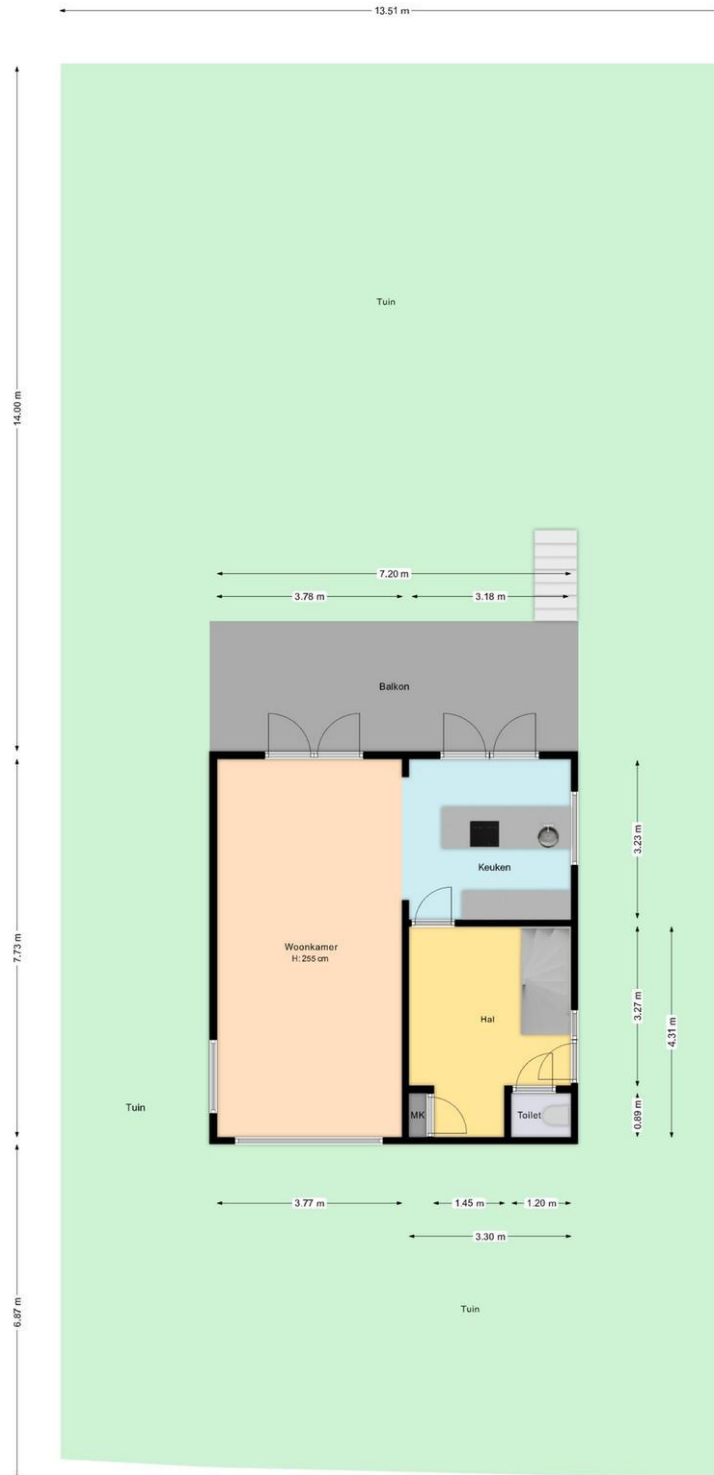 13.51 m
Tuin
14.00 m
7.20 m
3.78 m
3.18 m
Balkon
3.23 m
Keuken
Woonkamer
H: 255 cm
7.73 m
3.27 m
4.31 m
Hal
Tuin
MK
Toilet
0.89 m
3.77 m
1.45 m
1.20 m
3.30 m
Tuin
6.87 m